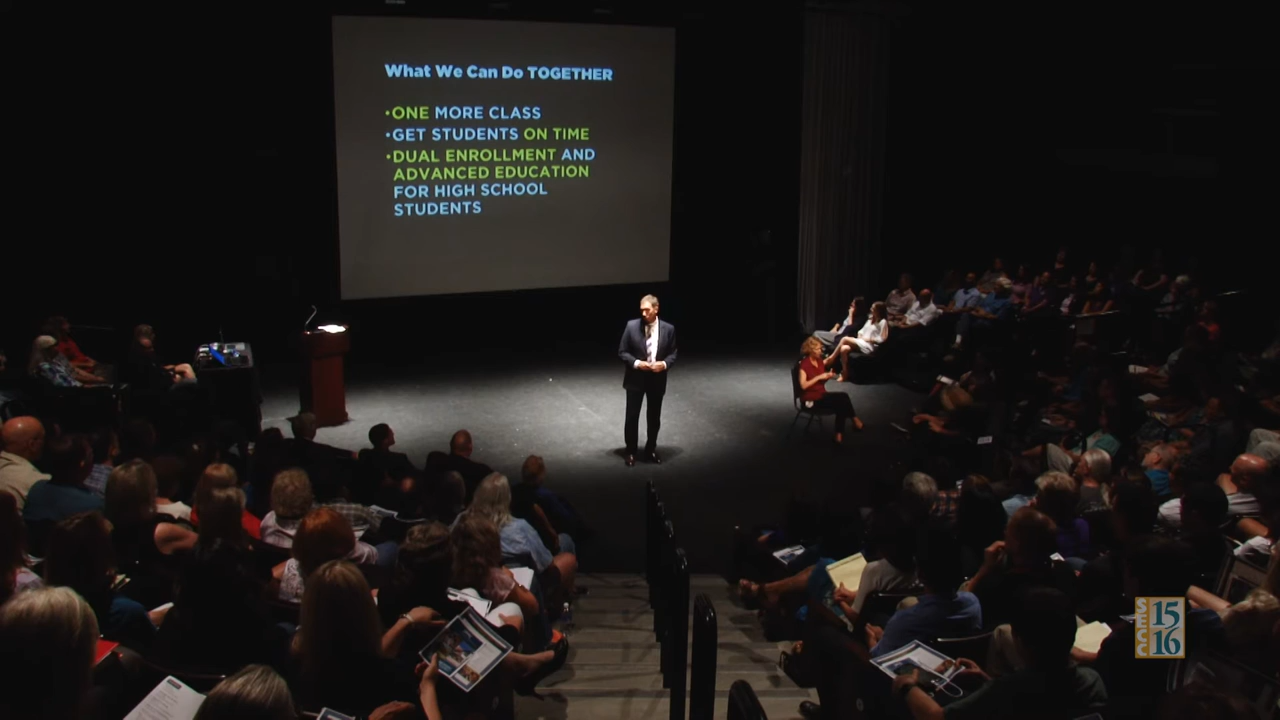 What We Can Do TOGETHER
•ONE MORE CLASS
•GET STUDENTS ON TIME
•DUAL ENROLLMENT AND
ADVANCED EDUCATION
FOR HIGH SCHOOL
STUDENTS
SECC
15
16